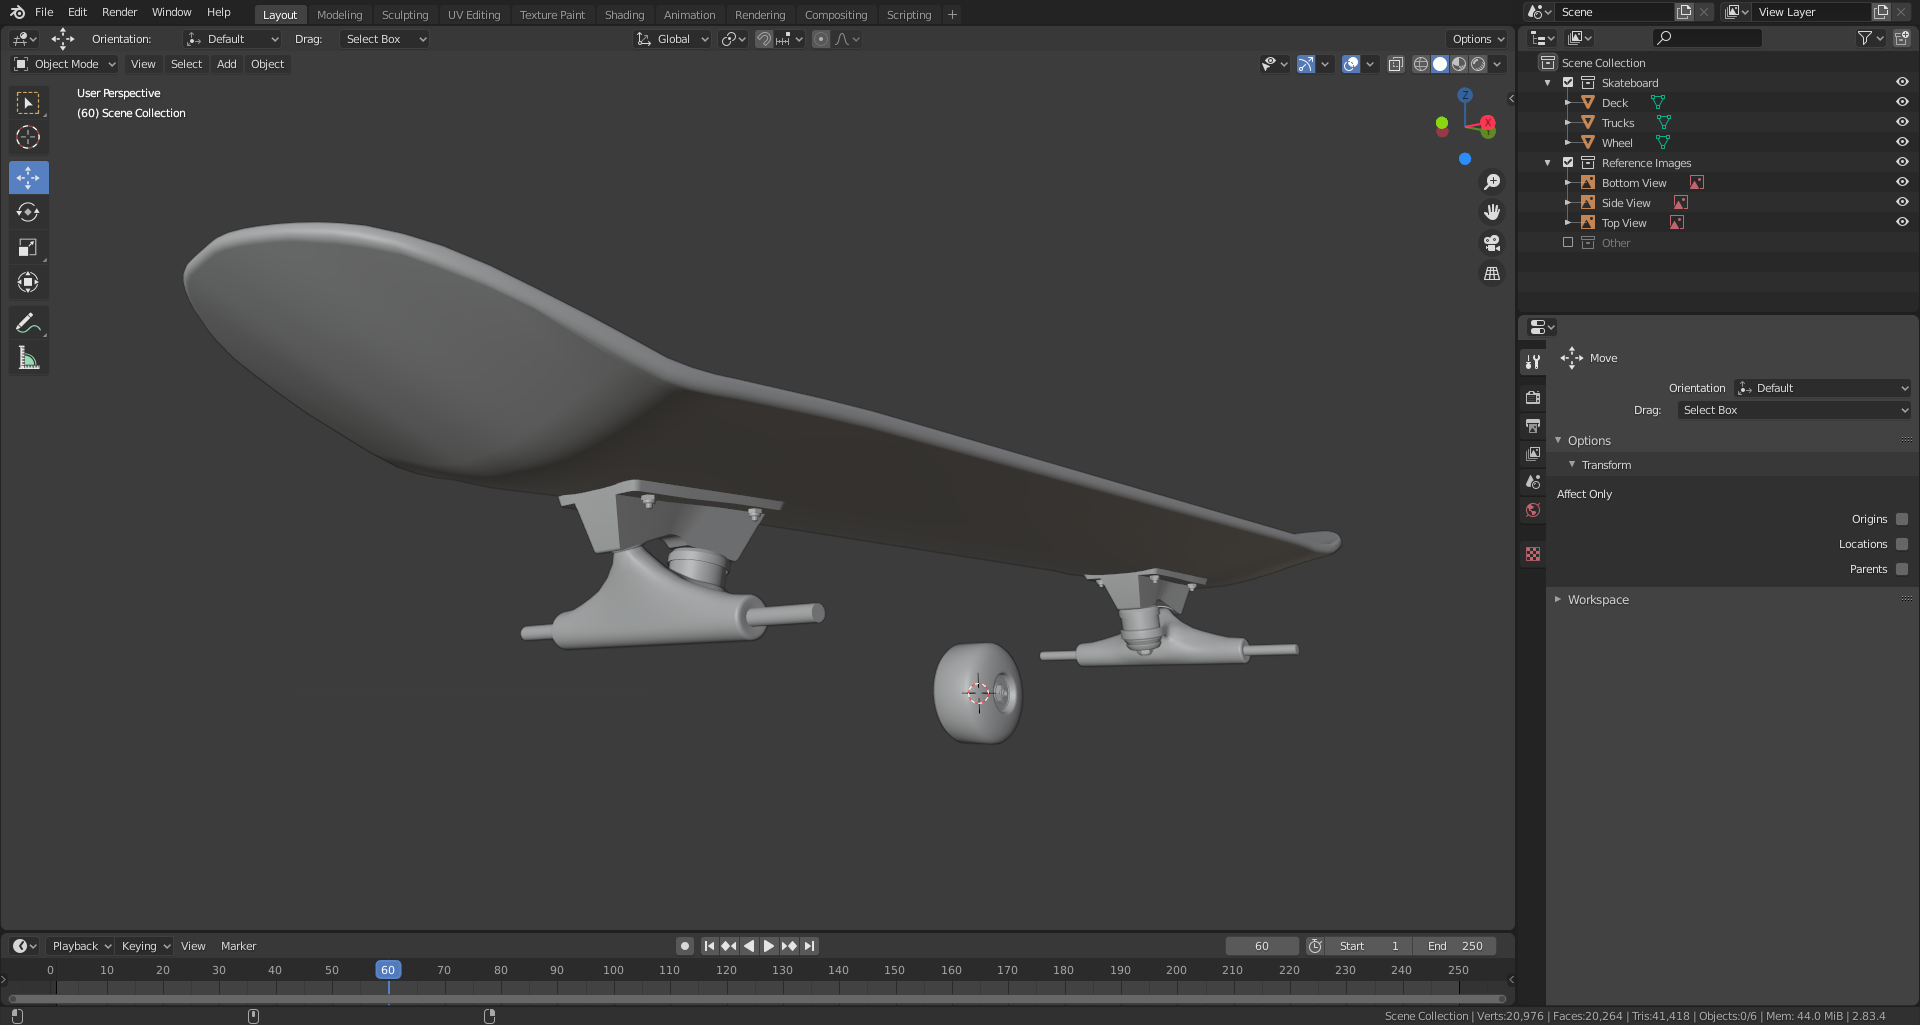 File Edit Render Window Help Layout Modeling Sculpting UV Editing Texture Paint Shading Animation Rendering Compositing Scripting + Scene View Layer
Orientation: Default Drag: Select Box Global Options
Object Mode View Select Add Object
User Perspective
(60) Scene Collection
Z
X
Y
Scene Collection
Skateboard
Deck
Trucks
Wheel
Reference Images
Bottom View
Side View
Top View
Other
Move
Orientation Default
Drag: Select Box
Options
Transform
Affect Only
Origins
Locations
Parents
Workspace
Playback Keying View Marker 60 Start 1 End 250
0 10 20 30 40 50 60 70 80 90 100 110 120 130 140 150 160 170 180 190 200 210 220 230 240 250
Scene Collection | Verts:20,976 | Faces:20,264 | Tris:41,418 | Objects:0/6 | Mem: 44.0 MiB | 2.83.4